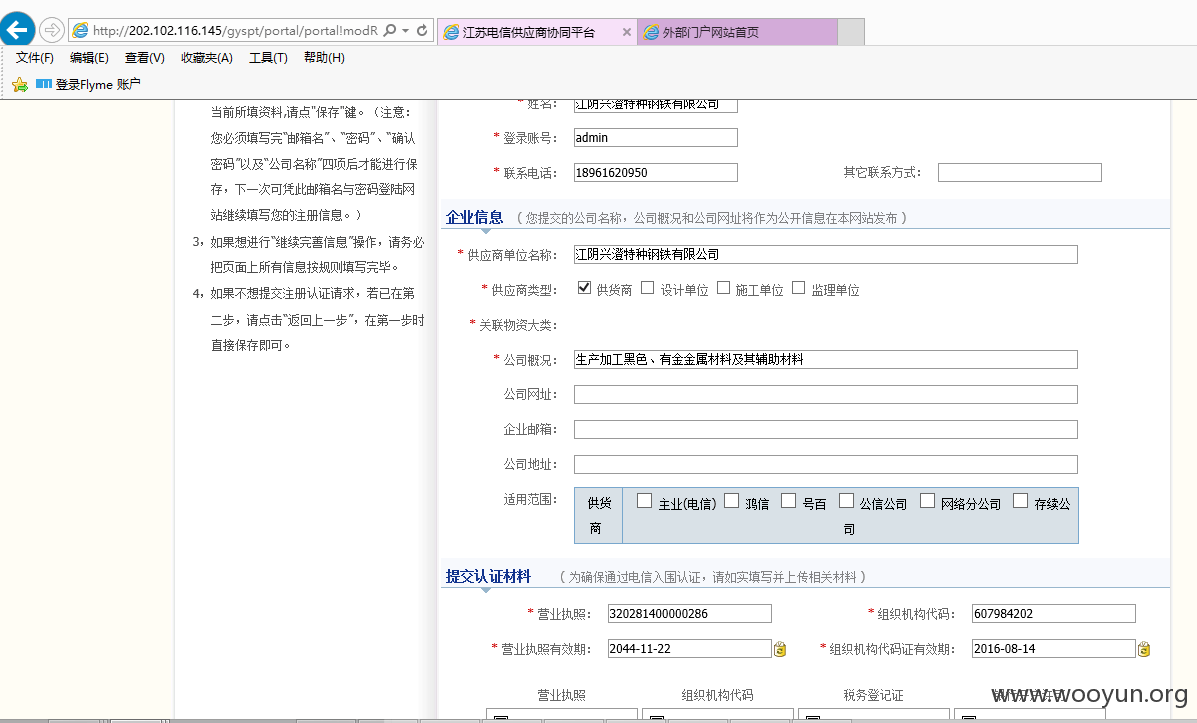 http://202.102.116.145/gyspt/portal/portal!modR
江苏电信供应商协同平台
外部门户网站首页
文件(F) 编辑(E) 查看(V) 收藏夹(A) 工具(T) 帮助(H)
登录Flyme 账户
当前所填资料,请点"保存"键。（注意：
您必须填写完“邮箱名”、“密码”、“确认
密码”以及“公司名称”四项后才能进行保
存，下一次可凭此邮箱名与密码登陆网
站继续填写您的注册信息。）
3，如果想进行“继续完善信息”操作，请务必
把页面上所有信息按规则填写完毕。
4，如果不想提交注册认证请求，若已在第
二步，请点击“返回上一步”，在第一步时
直接保存即可。
* 姓名： 江阴兴澄特种钢铁有限公司
* 登录账号： admin
* 联系电话： 18961620950 其它联系方式：
企业信息 （ 您提交的公司名称，公司概况和公司网址将作为公开信息在本网站发布 ）
* 供应商单位名称： 江阴兴澄特种钢铁有限公司
* 供应商类型： 供货商 设计单位 施工单位 监理单位
* 关联物资大类：
* 公司概况： 生产加工黑色、有金金属材料及其辅助材料
公司网址：
企业邮箱：
公司地址：
适用范围： 供货商 主业(电信) 鸿信 号百 公信公司 网络分公司 存续公司
提交认证材料 （ 为确保通过电信入围认证，请如实填写并上传相关材料 ）
* 营业执照： 320281400000286 * 组织机构代码： 607984202
* 营业执照有效期： 2044-11-22 * 组织机构代码证有效期： 2016-08-14
营业执照 组织机构代码 税务登记证
www.wooyun.org